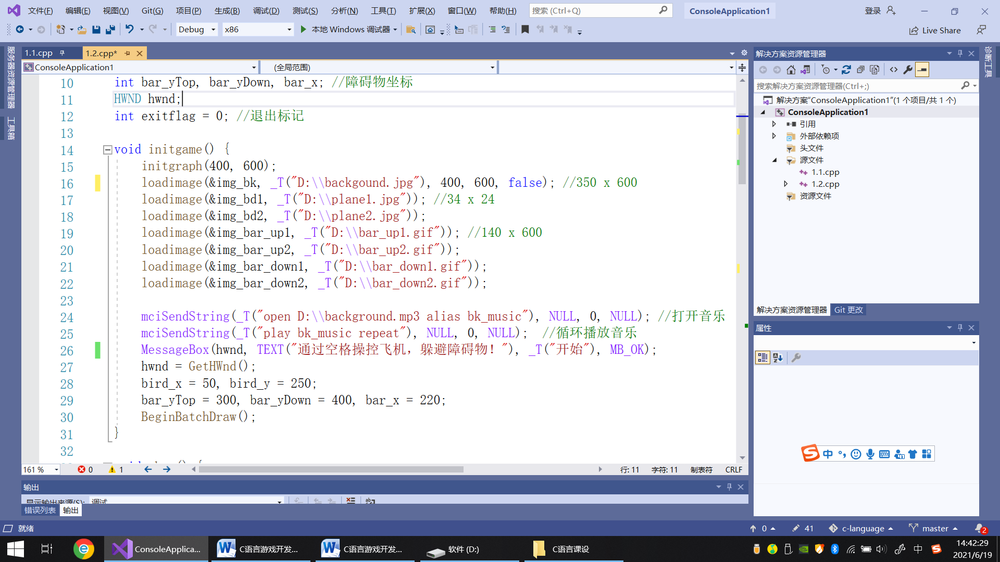 文件(F) 编辑(E) 视图(V) Git(G) 项目(P) 生成(B) 调试(D) 测试(S) 分析(N) 工具(T) 扩展(X) 窗口(W) 帮助(H) 搜索 (Ctrl+Q) ConsoleApplication1 登录
Debug x86 本地 Windows 调试器 Live Share
服务器资源管理器
工具箱
1.1.cpp 1.2.cpp*
ConsoleApplication1 (全局范围)
10 int bar_yTop, bar_yDown, bar_x; //障碍物坐标
11 HWND hwnd;
12 int exitflag = 0; //退出标记
13
14 void initgame() {
15 initgraph(400, 600);
16 loadimage(&img_bk, _T("D:\\backgound.jpg"), 400, 600, false); //350 x 600
17 loadimage(&img_bd1, _T("D:\\plane1.jpg")); //34 x 24
18 loadimage(&img_bd2, _T("D:\\plane2.jpg"));
19 loadimage(&img_bar_up1, _T("D:\\bar_up1.gif")); //140 x 600
20 loadimage(&img_bar_up2, _T("D:\\bar_up2.gif"));
21 loadimage(&img_bar_down1, _T("D:\\bar_down1.gif"));
22 loadimage(&img_bar_down2, _T("D:\\bar_down2.gif"));
23
24 mciSendString(_T("open D:\\background.mp3 alias bk_music"), NULL, 0, NULL); //打开音乐
25 mciSendString(_T("play bk_music repeat"), NULL, 0, NULL); //循环播放音乐
26 MessageBox(hwnd, TEXT("通过空格操控飞机，躲避障碍物！"), _T("开始"), MB_OK);
27 hwnd = GetHWnd();
28 bird_x = 50, bird_y = 250;
29 bar_yTop = 300, bar_yDown = 400, bar_x = 220;
30 BeginBatchDraw();
31 }
32
161 % 0 1 行: 11 字符: 11 制表符 CRLF
输出
显示输出来源(S): 调试
错误列表 输出
解决方案资源管理器
搜索解决方案资源管理器(Ctrl+;)
解决方案"ConsoleApplication1"(1 个项目/共 1 个)
ConsoleApplication1
引用
外部依赖项
头文件
源文件
1.1.cpp
1.2.cpp
资源文件
解决方案资源管理器 Git 更改
属性
诊断工具
中
就绪 0 41 c-language master 2
ConsoleApplica... C语言游戏开发... C语言游戏开发... 软件 (D:) C语言课设 中 14:42:29
2021/6/19